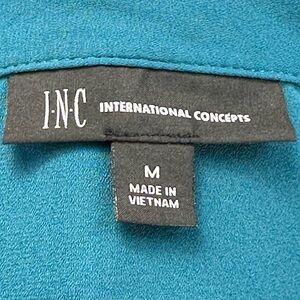 I·N·C INTERNATIONAL CONCEPTS
M
MADE IN
VIETNAM